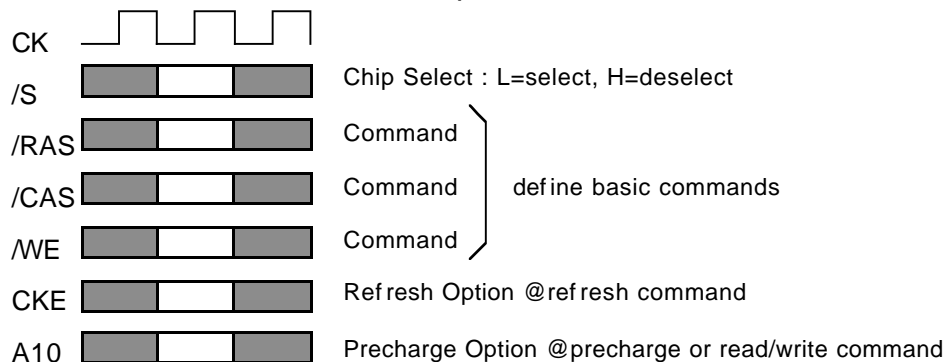 CK
/S Chip Select : L=select, H=deselect
/RAS Command
/CAS Command define basic commands
/WE Command
CKE Refresh Option @refresh command
A10 Precharge Option @precharge or read/write command